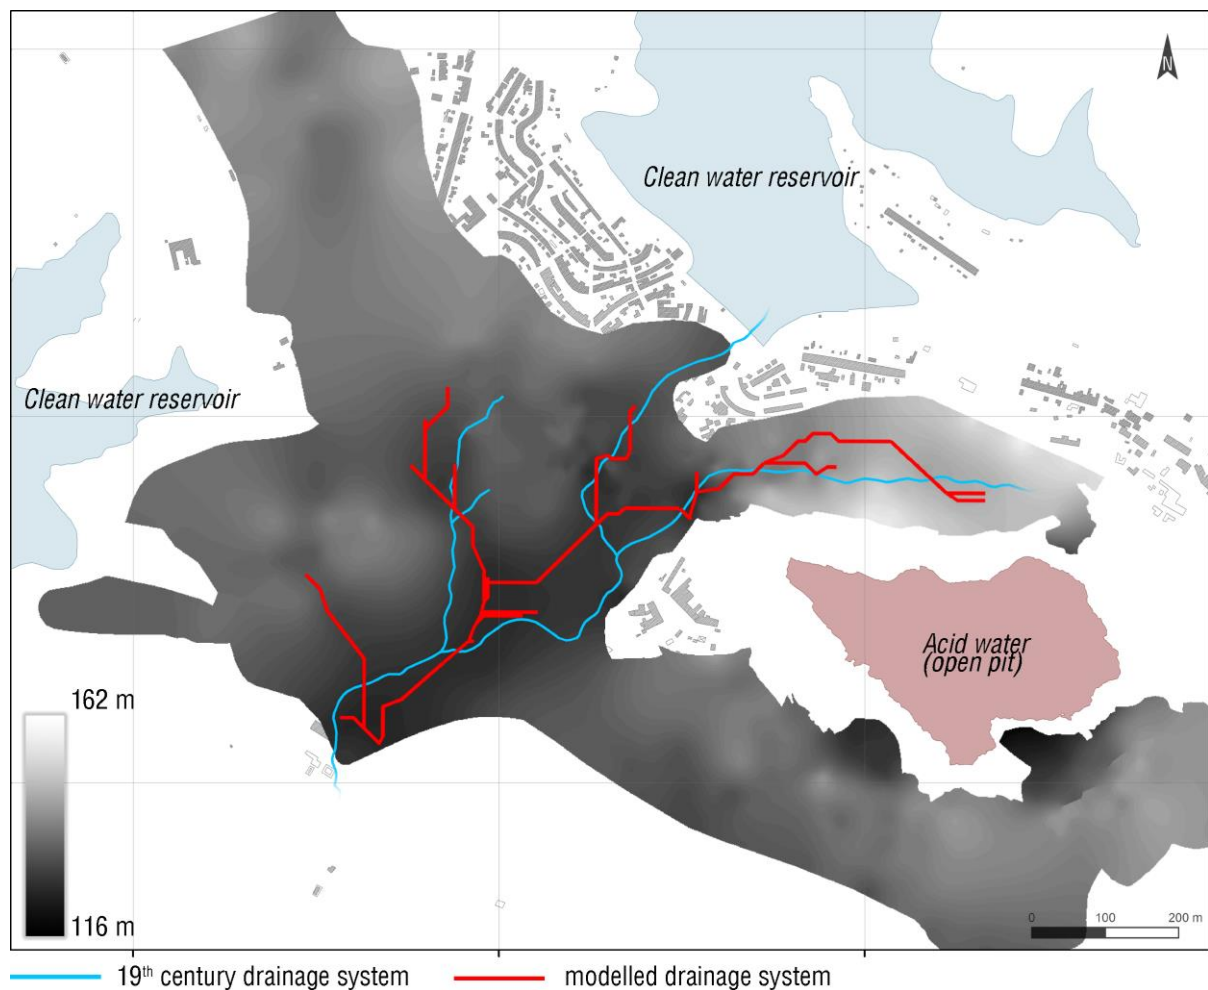 N
Clean water reservoir
Clean water reservoir
Acid water
(open pit)
162 m
116 m
0 100 200 m
19th century drainage system
modelled drainage system